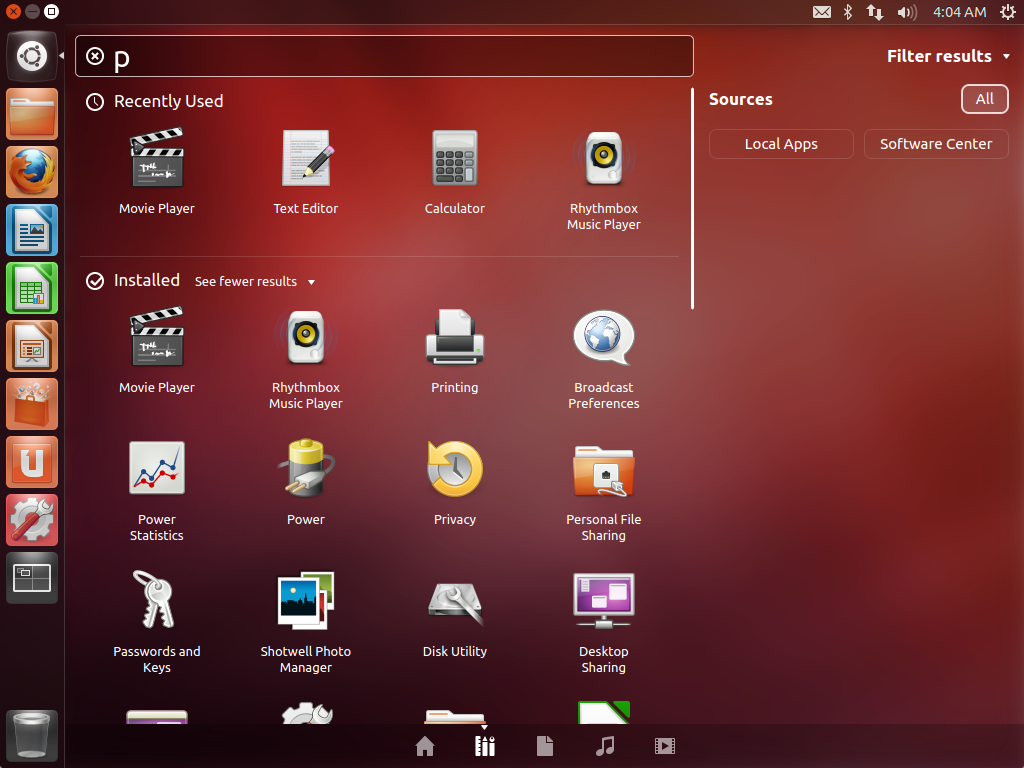 4:04 AM
p
Filter results
Recently Used
Sources
All
Local Apps
Software Center
Movie Player
Text Editor
Calculator
Rhythmbox
Music Player
Installed
See fewer results
Movie Player
Rhythmbox
Music Player
Printing
Broadcast
Preferences
Power
Statistics
Power
Privacy
Personal File
Sharing
Passwords and
Keys
Shotwell Photo
Manager
Disk Utility
Desktop
Sharing